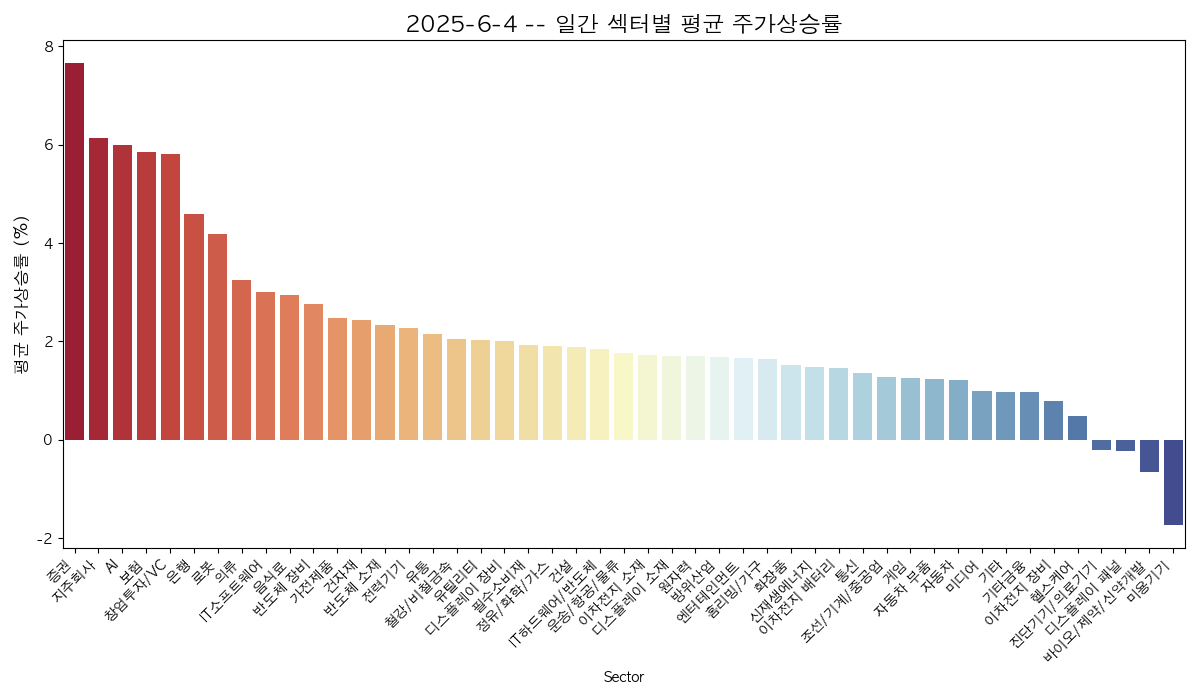 2025-6-4 -- 일간 섹터별 평균 주가상승률
평균 주가상승률 (%)
8
6
4
2
0
-2
증권
지주회사
AI
보험
창업투자/VC
은행
로봇
의류
IT소프트웨어
음식료
반도체 장비
가전제품
건자재
반도체 소재
전력기기
유통
철강/비철금속
유틸리티
디스플레이 장비
필수소비재
정유/화학/가스
건설
IT하드웨어/반도체
운송/항공/물류
이차전지 소재
디스플레이 소재
원자력
방위산업
엔터테인먼트
홈리빙/가구
화장품
신재생에너지
이차전지 배터리
통신
조선/기계/중공업
게임
자동차 부품
자동차
미디어
기타
기타금융
이차전지 장비
헬스케어
진단기기/의료기기
디스플레이 패널
바이오/제약/신약개발
미용기기
Sector